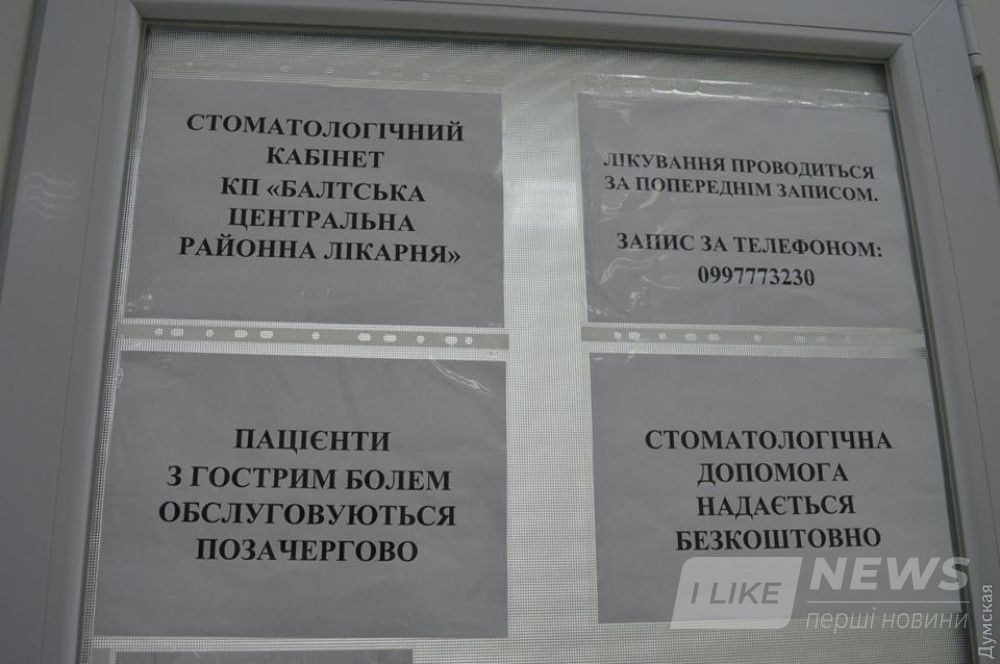 СТОМАТОЛОГІЧНИЙ
КАБІНЕТ
КП «БАЛТСЬКА
ЦЕНТРАЛЬНА
РАЙОННА ЛІКАРНЯ»
ЛІКУВАННЯ ПРОВОДИТЬСЯ
ЗА ПОПЕРЕДНІМ ЗАПИСОМ.
ЗАПИС ЗА ТЕЛЕФОНОМ:
0997773230
ПАЦІЄНТИ
З ГОСТРИМ БОЛЕМ
ОБСЛУГОВУЮТЬСЯ
ПОЗАЧЕРГОВО
СТОМАТОЛОГІЧНА
ДОПОМОГА
НАДАЄТЬСЯ
БЕЗКОШТОВНО
I LIKE NEWS
перші новини
Думская